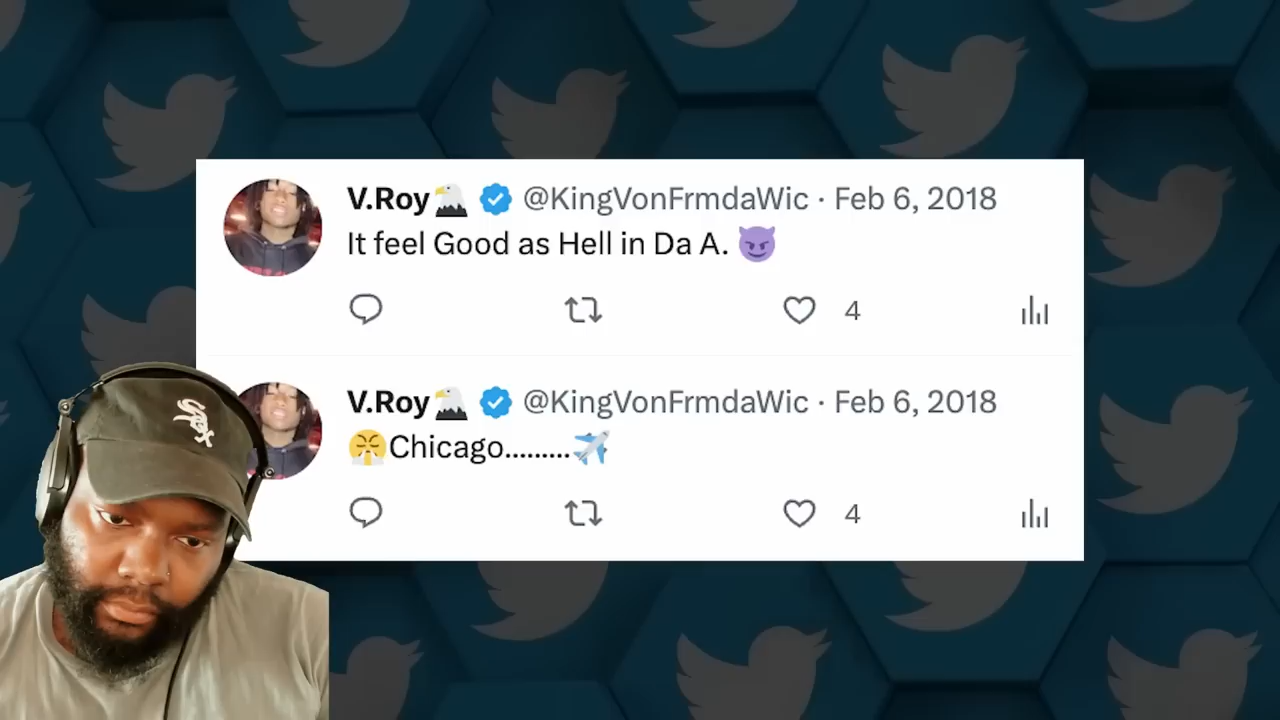 V.Roy🦅 @KingVonFrmdaWic · Feb 6, 2018
It feel Good as Hell in Da A. 😈
4
V.Roy🦅 @KingVonFrmdaWic · Feb 6, 2018
😤Chicago.........✈️
4
Sox